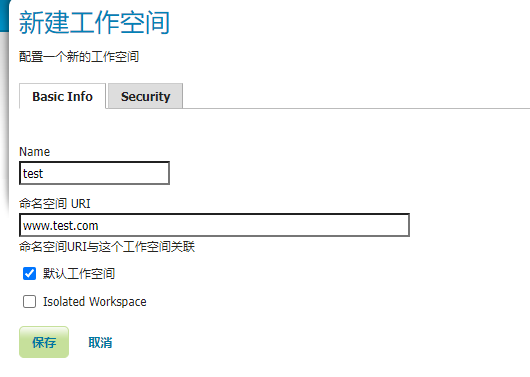 新建工作空间
配置一个新的工作空间
Basic Info Security
Name
test
命名空间 URI
www.test.com
命名空间URI与这个工作空间关联
默认工作空间
Isolated Workspace
保存 取消